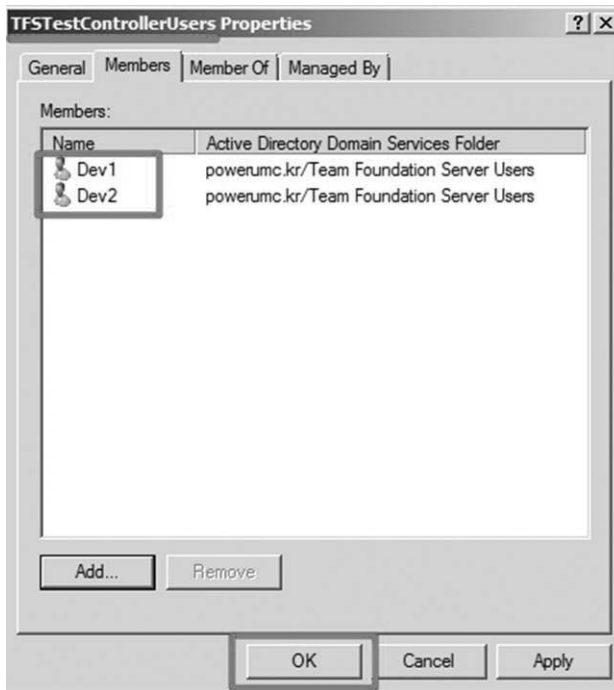 TFSTestControllerUsers Properties
General Members Member Of Managed By
Members:
Name Active Directory Domain Services Folder
Dev1 powerumc.kr/Team Foundation Server Users
Dev2 powerumc.kr/Team Foundation Server Users
Add... Remove
OK Cancel Apply